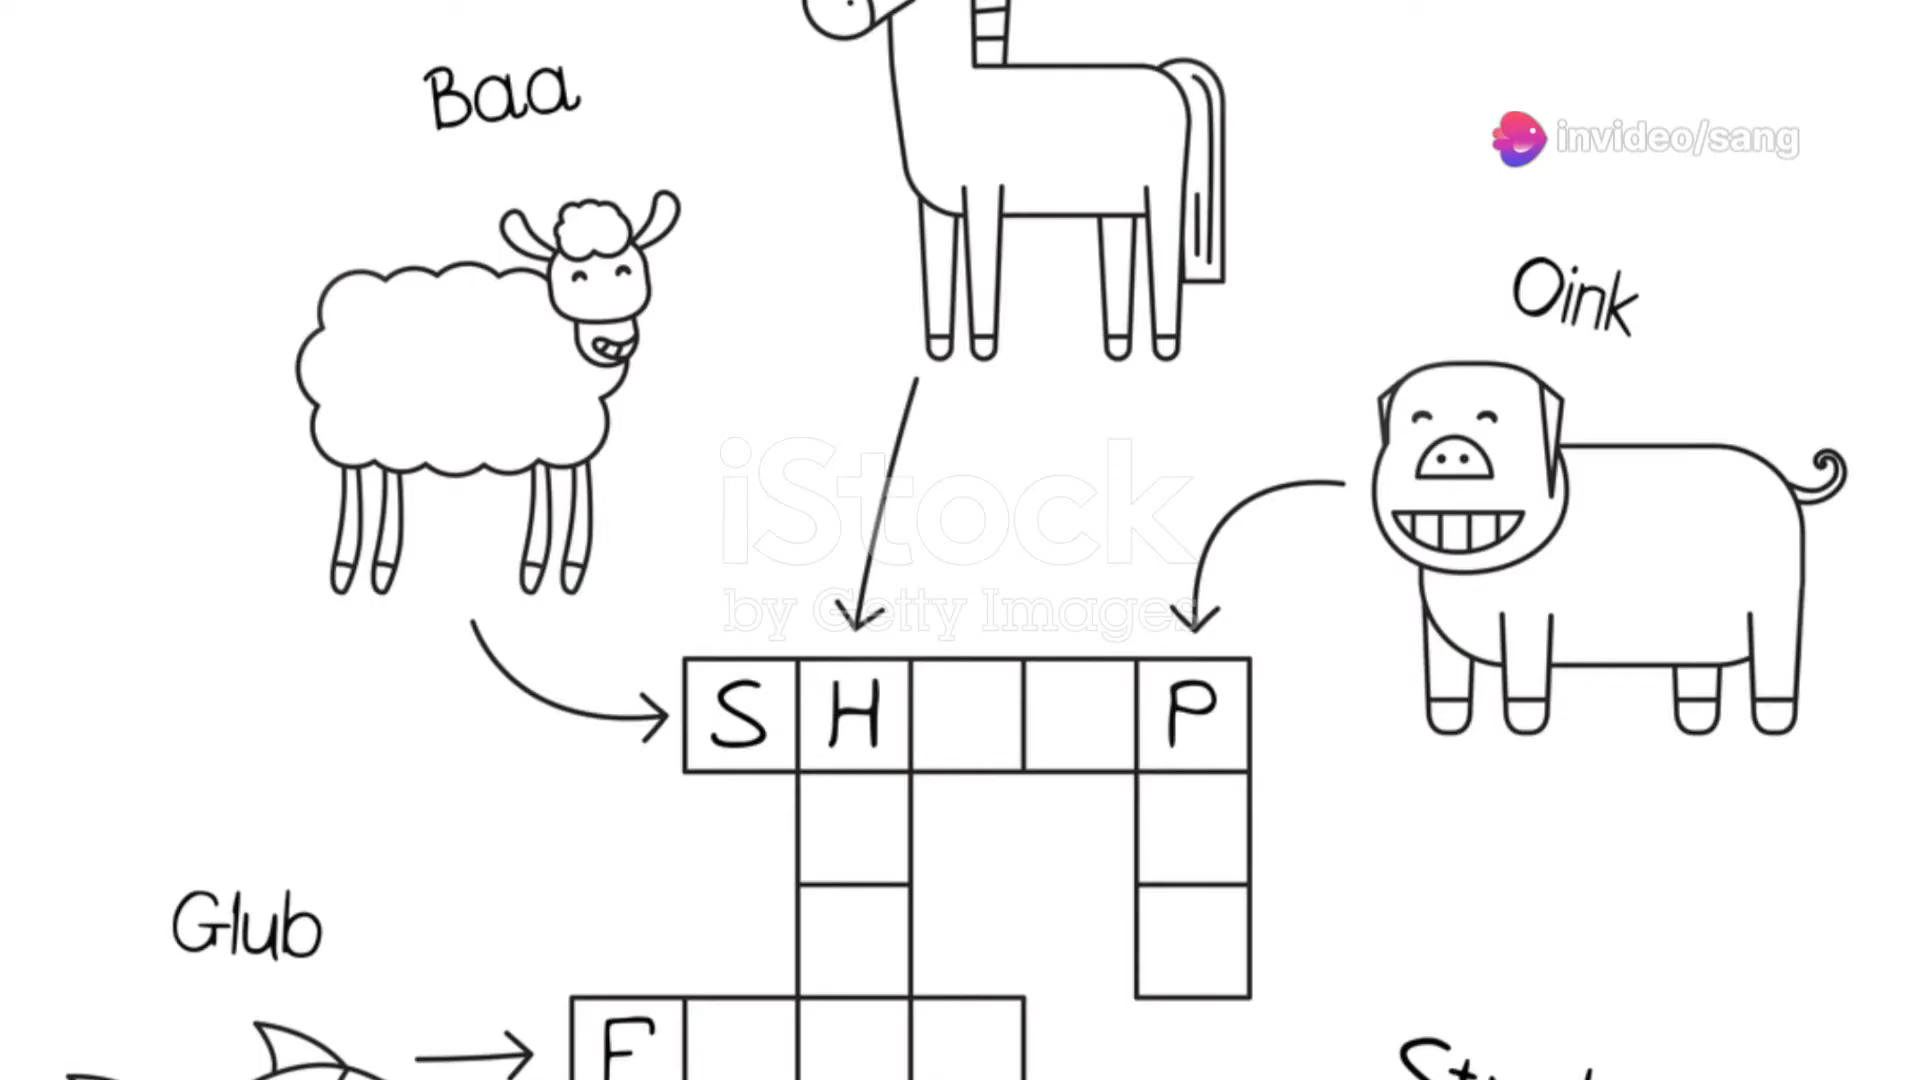 Baa
invideo/sang
Oink
iStock
by Getty Images
S H P
Glub
F